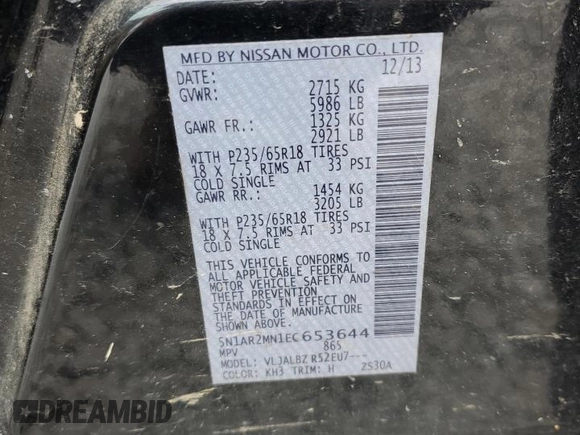 MFD BY NISSAN MOTOR CO., LTD.
DATE: 12/13
GVWR: 2715 KG
5986 LB
GAWR FR.: 1325 KG
2921 LB
WITH P235/65R18 TIRES
18 X 7.5 RIMS AT 33 PSI
COLD SINGLE
GAWR RR.: 1454 KG
3205 LB
WITH P235/65R18 TIRES
18 X 7.5 RIMS AT 33 PSI
COLD SINGLE
THIS VEHICLE CONFORMS TO
ALL APPLICABLE FEDERAL
MOTOR VEHICLE SAFETY AND
THEFT PREVENTION
STANDARDS IN EFFECT ON
THE DATE OF MANUFACTURE
SHOWN ABOVE.
5N1AR2MN1EC653644
MPV 865
MODEL: VLJALBZ R52EU7---
COLOR: KH3 TRIM: H ZS30A
DREAMBID